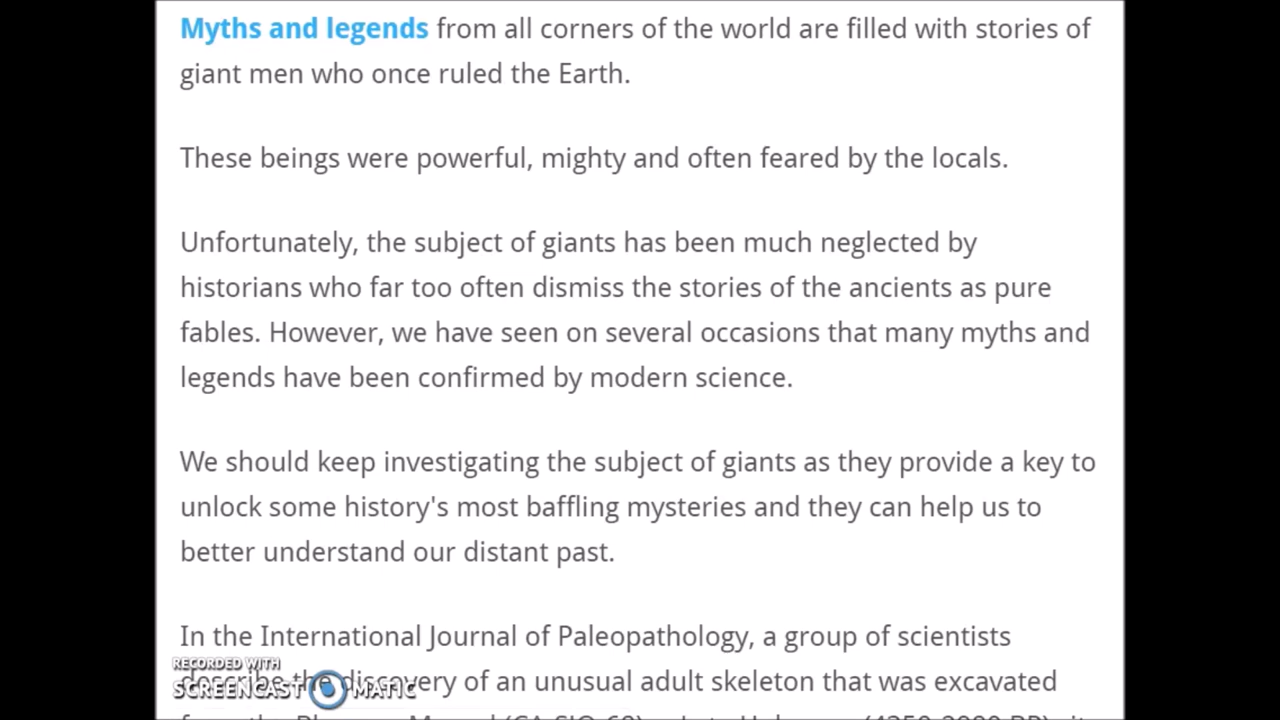 Myths and legends from all corners of the world are filled with stories of
giant men who once ruled the Earth.
These beings were powerful, mighty and often feared by the locals.
Unfortunately, the subject of giants has been much neglected by
historians who far too often dismiss the stories of the ancients as pure
fables. However, we have seen on several occasions that many myths and
legends have been confirmed by modern science.
We should keep investigating the subject of giants as they provide a key to
unlock some history's most baffling mysteries and they can help us to
better understand our distant past.
In the International Journal of Paleopathology, a group of scientists
describe the discovery of an unusual adult skeleton that was excavated
RECORDED WITH
SCREENCAST MATIC